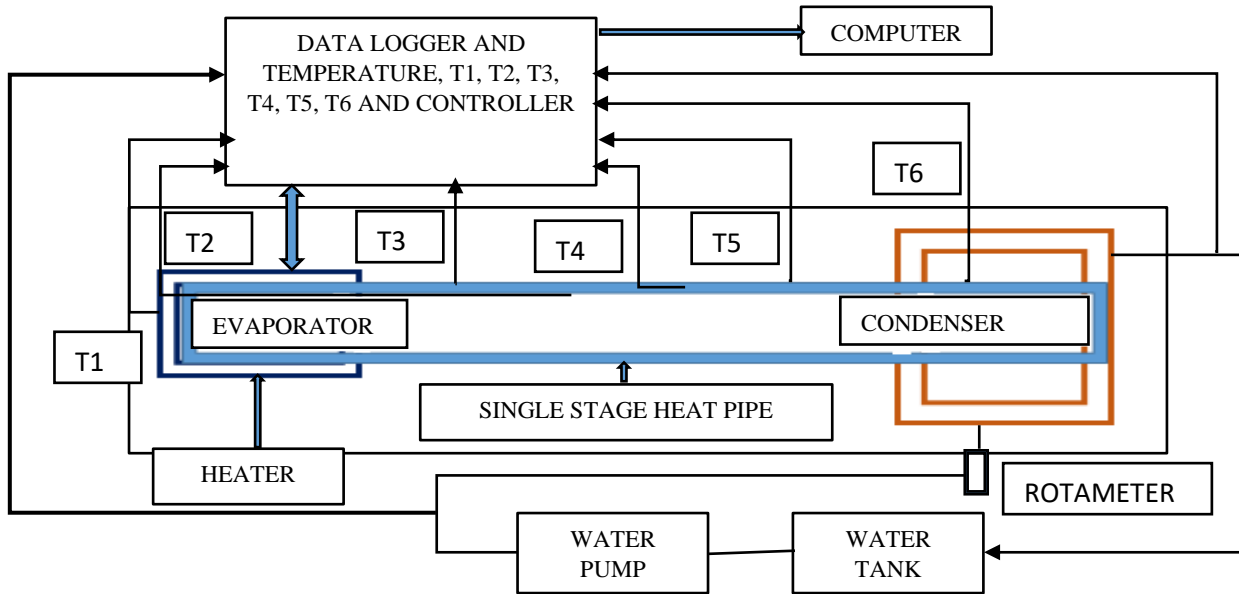 COMPUTER
DATA LOGGER AND
TEMPERATURE, T1, T2, T3,
T4, T5, T6 AND CONTROLLER
T6
T2
T3
T4
T5
EVAPORATOR
CONDENSER
T1
SINGLE STAGE HEAT PIPE
HEATER
ROTAMETER
WATER
PUMP
WATER
TANK